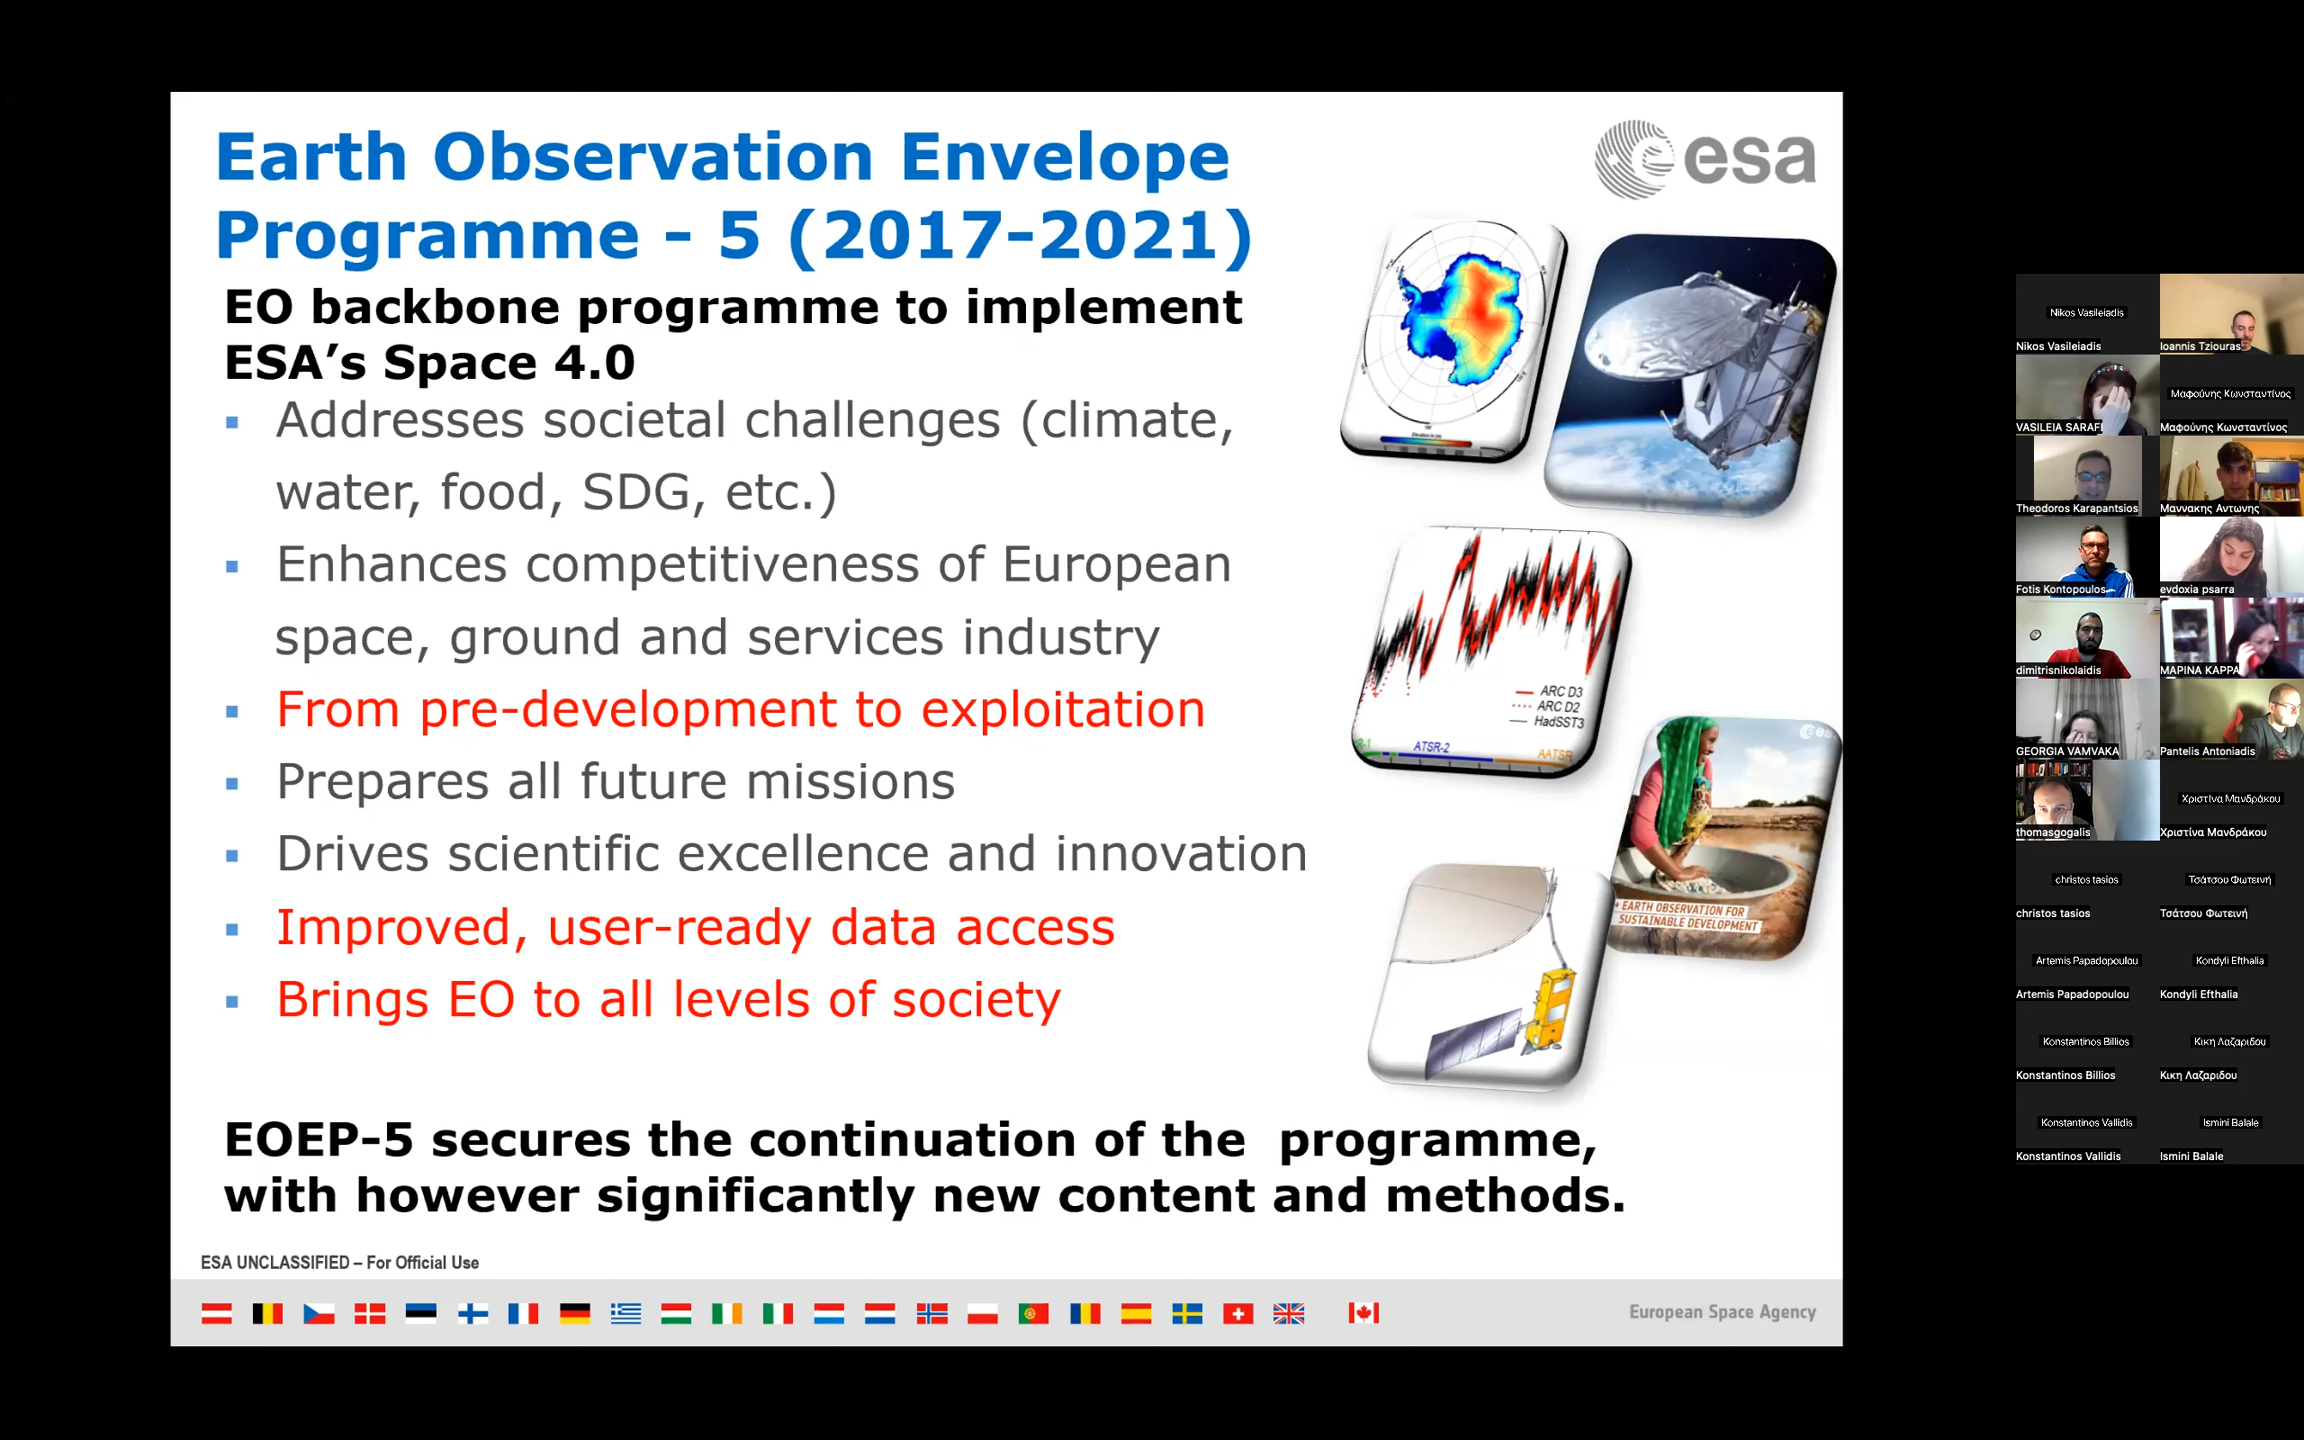 Earth Observation Envelope
Programme - 5 (2017-2021)
esa
EO backbone programme to implement
ESA’s Space 4.0
▪ Addresses societal challenges (climate,
water, food, SDG, etc.)
▪ Enhances competitiveness of European
space, ground and services industry
▪ From pre-development to exploitation
▪ Prepares all future missions
▪ Drives scientific excellence and innovation
▪ Improved, user-ready data access
▪ Brings EO to all levels of society
EOEP-5 secures the continuation of the programme,
with however significantly new content and methods.
ARC D3
ARC D2
HadSST3
ATSR-2
AATSR
esa
EARTH OBSERVATION FOR
SUSTAINABLE DEVELOPMENT
ESA UNCLASSIFIED – For Official Use
European Space Agency
Nikos Vasileiadis
Nikos Vasileiadis
Ioannis Tziouras
VASILEIA SARAFI
Μαφούνης Κωνσταντίνος
Μαφούνης Κωνσταντίνος
Theodoros Karapantsios
Μαννακης Αντωνης
Fotis Kontopoulos
evdoxia psarra
dimitrisnikolaidis
ΜΑΡΙΝΑ ΚΑΡΡΑ
GEORGIA VAMVAKA
Pantelis Antoniadis
thomasgogalis
Χριστίνα Μανδράκου
Χριστίνα Μανδράκου
christos tasios
christos tasios
Τσάτσου Φωτεινή
Τσάτσου Φωτεινή
Artemis Papadopoulou
Artemis Papadopoulou
Kondyli Efthalia
Kondyli Efthalia
Konstantinos Billios
Konstantinos Billios
Κικη Λαζαριδου
Κικη Λαζαριδου
Konstantinos Vallidis
Konstantinos Vallidis
Ismini Balale
Ismini Balale